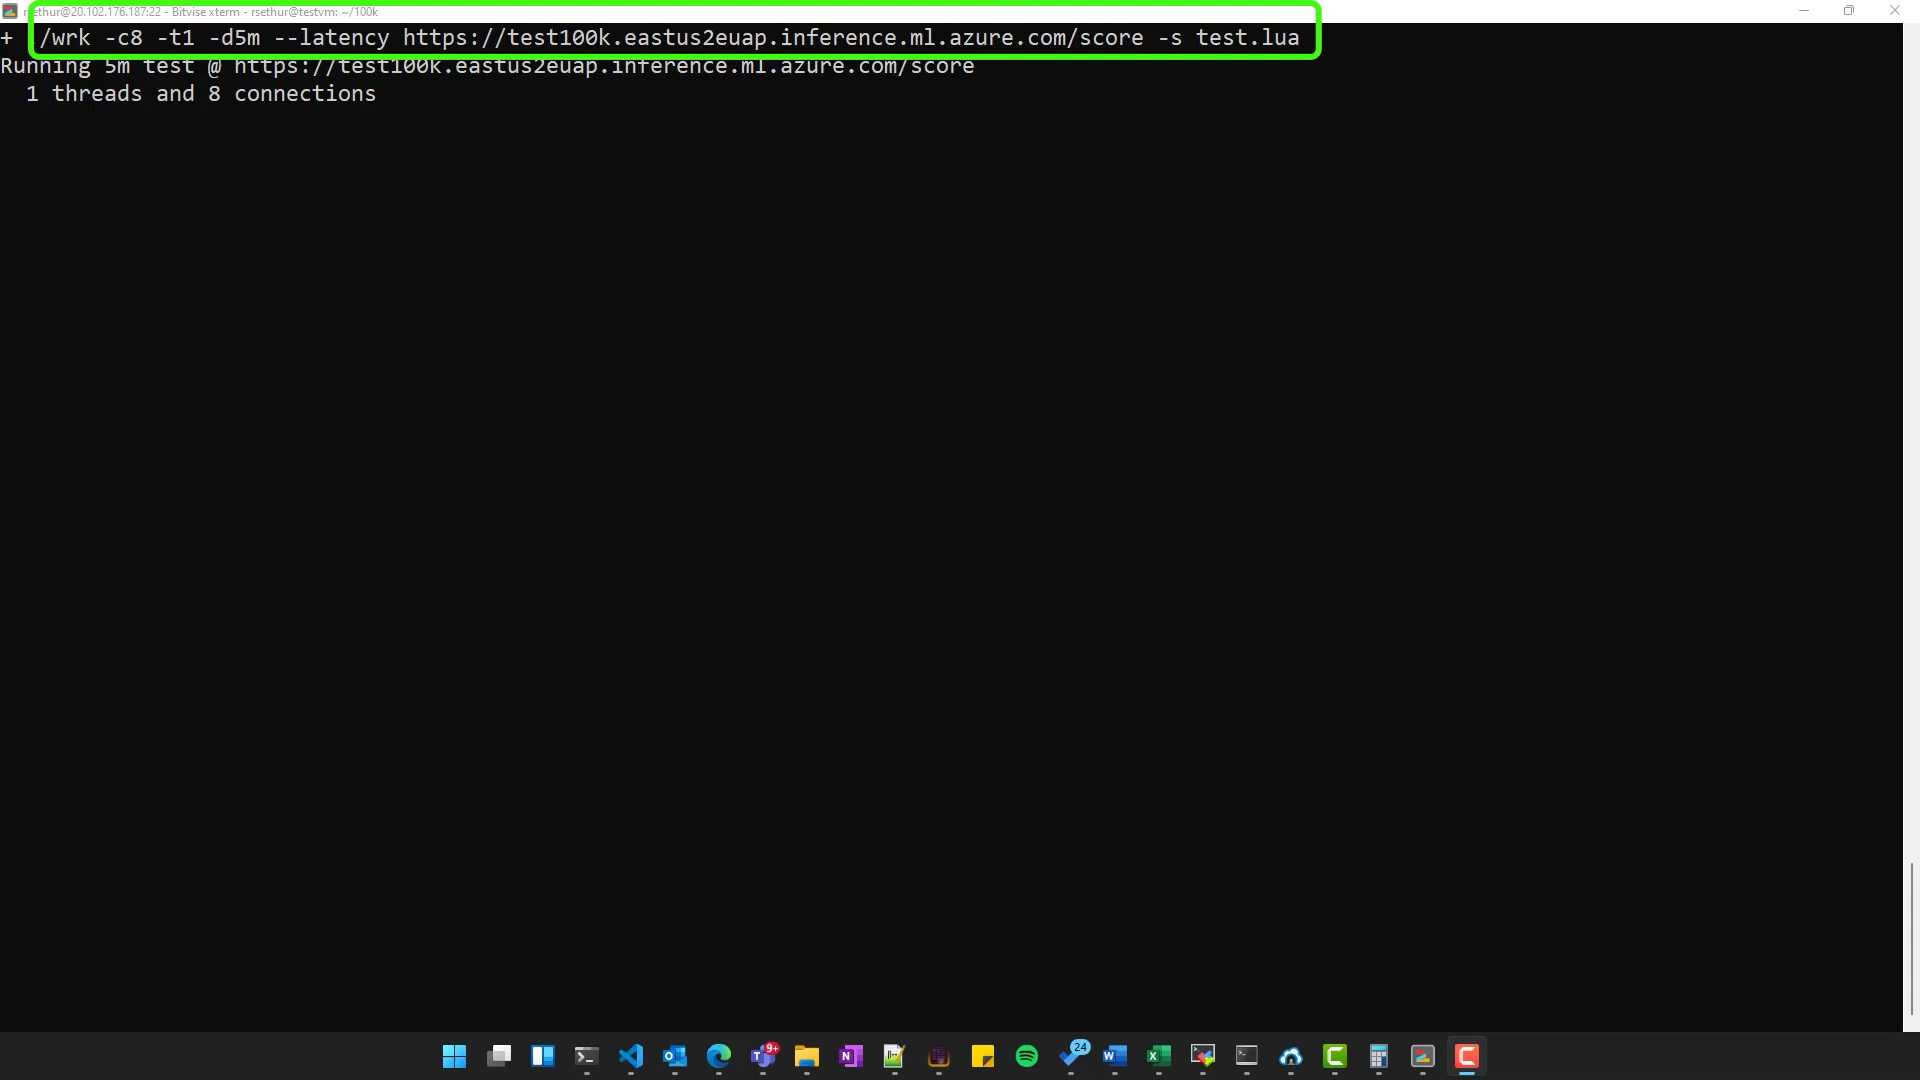 rsethur@20.102.176.187:22 - Bitvise xterm - rsethur@testvm: ~/100k
+ ./wrk -c8 -t1 -d5m --latency https://test100k.eastus2euap.inference.ml.azure.com/score -s test.lua
Running 5m test @ https://test100k.eastus2euap.inference.ml.azure.com/score
1 threads and 8 connections
9+
24